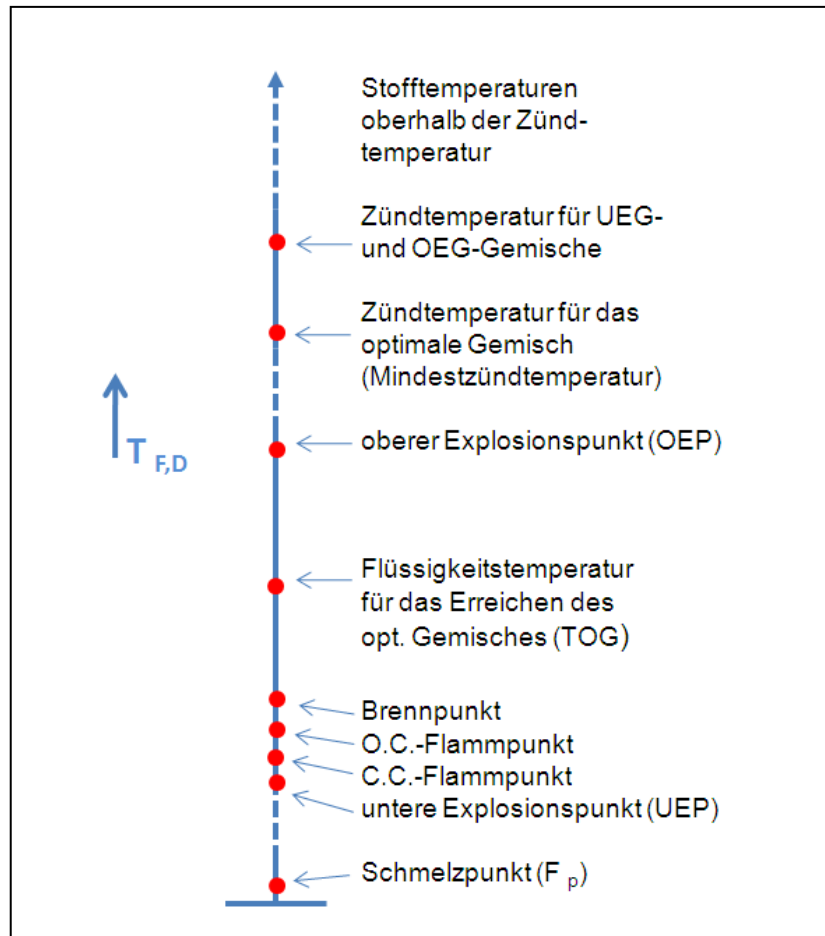 Stofftemperaturen
oberhalb der Zünd-
temperatur
Zündtemperatur für UEG-
und OEG-Gemische
Zündtemperatur für das
optimale Gemisch
(Mindestzündtemperatur)
T F,D
oberer Explosionspunkt (OEP)
Flüssigkeitstemperatur
für das Erreichen des
opt. Gemisches (TOG)
Brennpunkt
O.C.-Flammpunkt
C.C.-Flammpunkt
untere Explosionspunkt (UEP)
Schmelzpunkt (F p)